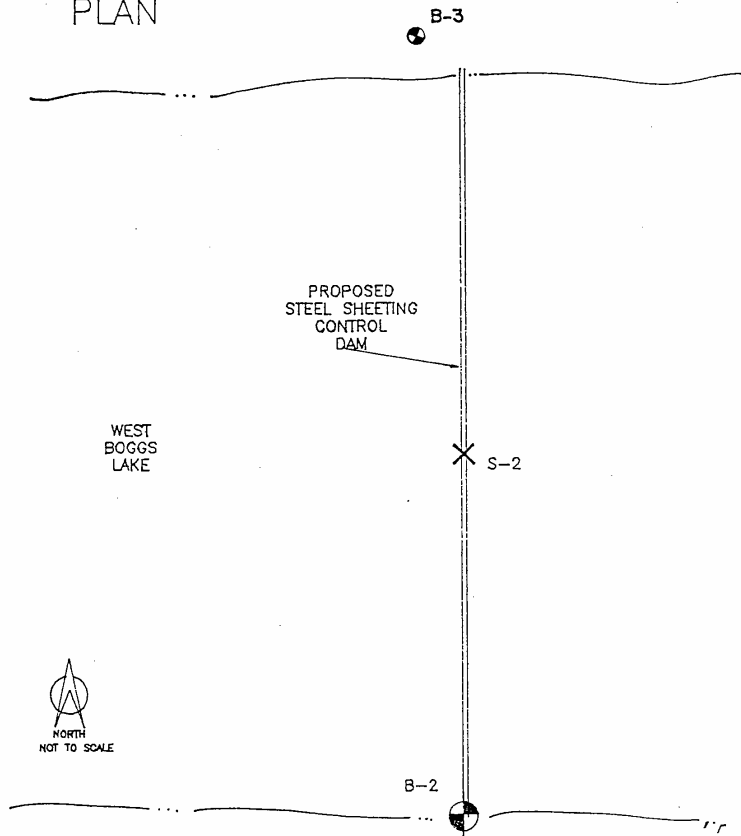 PLAN
B-3
PROPOSED
STEEL SHEETING
CONTROL
DAM
WEST
BOGGS
LAKE
S-2
NORTH
NOT TO SCALE
B-2